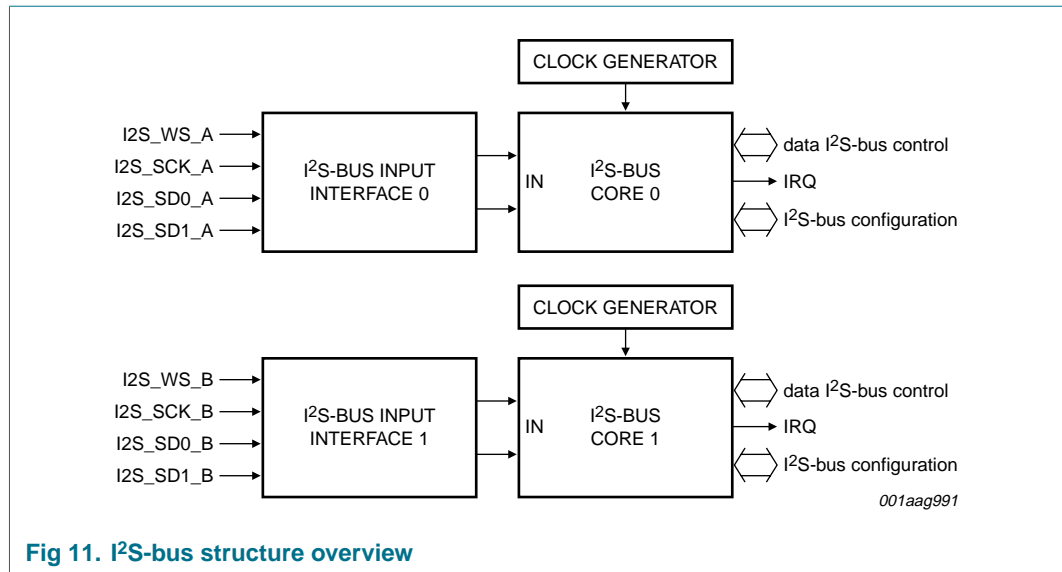 CLOCK GENERATOR
I2S_WS_A
I2S_SCK_A
I2S_SD0_A
I2S_SD1_A
I²S-BUS INPUT
INTERFACE 0
IN
I²S-BUS
CORE 0
data I²S-bus control
IRQ
I²S-bus configuration
CLOCK GENERATOR
I2S_WS_B
I2S_SCK_B
I2S_SD0_B
I2S_SD1_B
I²S-BUS INPUT
INTERFACE 1
IN
I²S-BUS
CORE 1
data I²S-bus control
IRQ
I²S-bus configuration
001aag991
Fig 11. I²S-bus structure overview